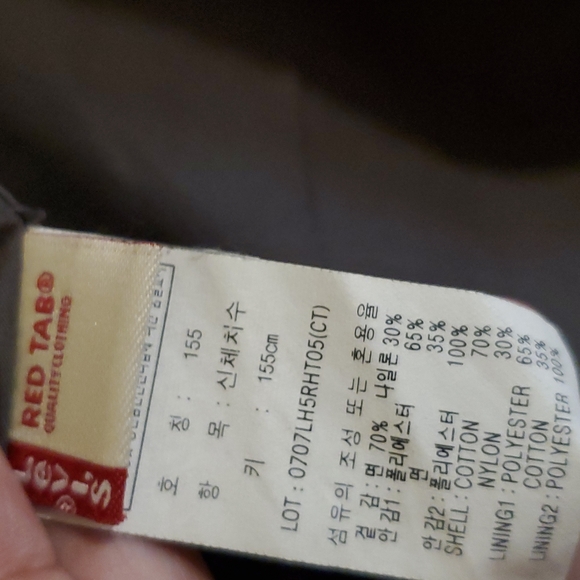 Levi's®
RED TAB®
QUALITY CLOTHING
호 칭 : 155
항 목 : 신체치수
키 : 155cm
LOT : 0707LH5RHT05(CT)
섬유의 조성 또는 혼용율
겉 감 : 면 70% 나일론 30%
안감1 : 폴리에스터 65%
면 35%
안감2 : 폴리에스터 100%
SHELL : COTTON 70%
NYLON 30%
LINING1 : POLYESTER 65%
COTTON 35%
LINING2 : POLYESTER 100%